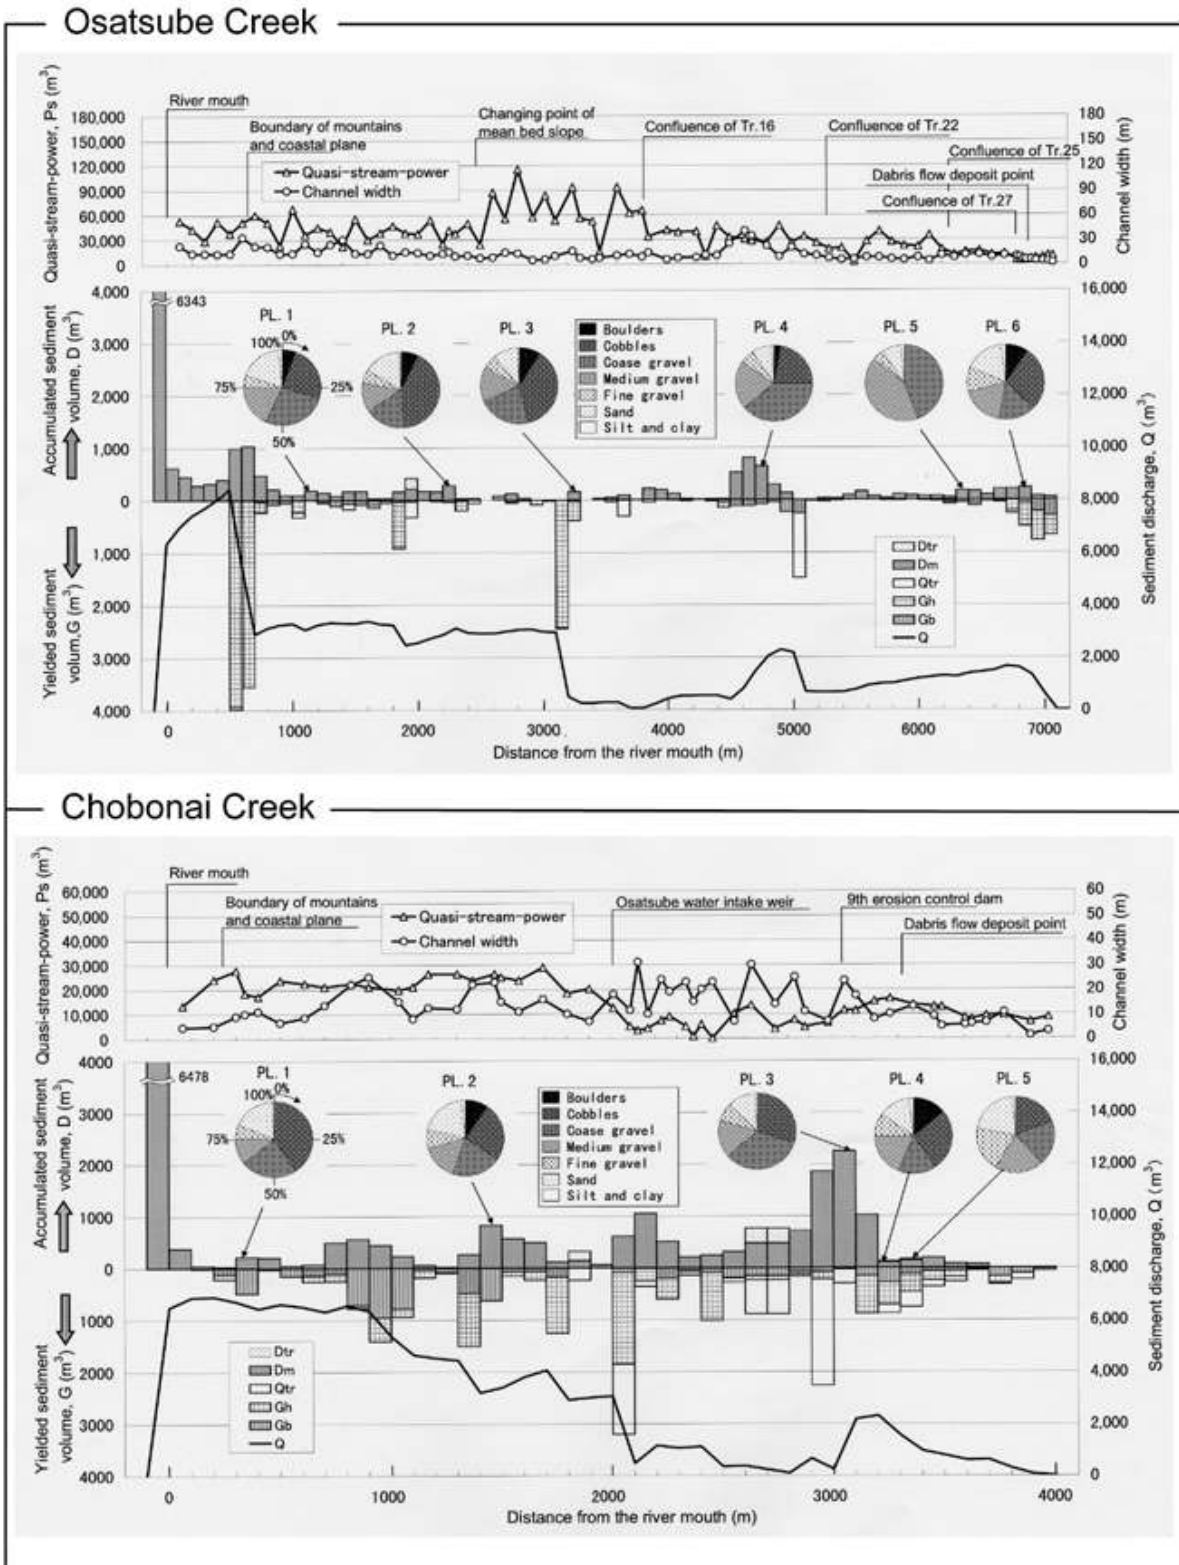 Osatsube Creek
Quasi-stream-power, Ps (m³)
180,000
150,000
120,000
90,000
60,000
30,000
0
River mouth
Boundary of mountains
and coastal plane
Changing point of
mean bed slope
Confluence of Tr.16
Confluence of Tr.22
Confluence of Tr.25
Dabris flow deposit point
Confluence of Tr.27
Quasi-stream-power
Channel width
180
150
120
90
60
30
0
Channel width (m)
Accumulated sediment
volume, D (m³)
Yielded sediment
volum,G (m³)
4,000
3,000
2,000
1,000
0
1,000
2,000
3,000
4,000
6343
PL. 1
100% 0%
75%
25%
50%
PL. 2
PL. 3
Boulders
Cobbles
Coase gravel
Medium gravel
Fine gravel
Sand
Silt and clay
PL. 4
PL. 5
PL. 6
Dtr
Dm
Qtr
Gh
Gb
Q
16,000
14,000
12,000
10,000
8,000
6,000
4,000
2,000
0
Sediment discharge, Q (m³)
0 1000 2000 3000 4000 5000 6000 7000
Distance from the river mouth (m)
Chobonai Creek
Quasi-stream-power, Ps (m³)
60,000
50,000
40,000
30,000
20,000
10,000
0
River mouth
Boundary of mountains
and coastal plane
Quasi-stream-power
Channel width
Osatsube water intake weir
9th erosion control dam
Dabris flow deposit point
60
50
40
30
20
10
0
Channel width (m)
Accumulated sediment
volume, D (m³)
Yielded sediment
volume, G (m³)
4000
3000
2000
1000
0
1000
2000
3000
4000
6478
PL. 1
100% 0%
75%
25%
50%
PL. 2
Boulders
Cobbles
Coase gravel
Medium gravel
Fine gravel
Sand
Silt and clay
PL. 3
PL. 4
PL. 5
Dtr
Dm
Qtr
Gh
Gb
Q
16,000
14,000
12,000
10,000
8,000
6,000
4,000
2,000
0
Sediment discharge, Q (m³)
0 1000 2000 3000 4000
Distance from the river mouth (m)